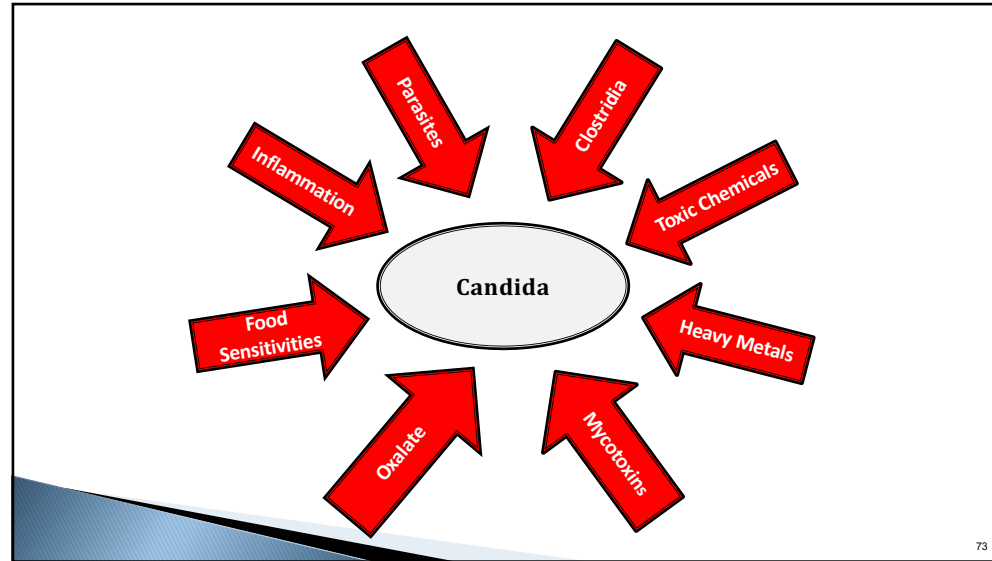 Parasites
Clostridia
Inflammation
Toxic Chemicals
Candida
Food
Sensitivities
Heavy Metals
Oxalate
Mycotoxins
73